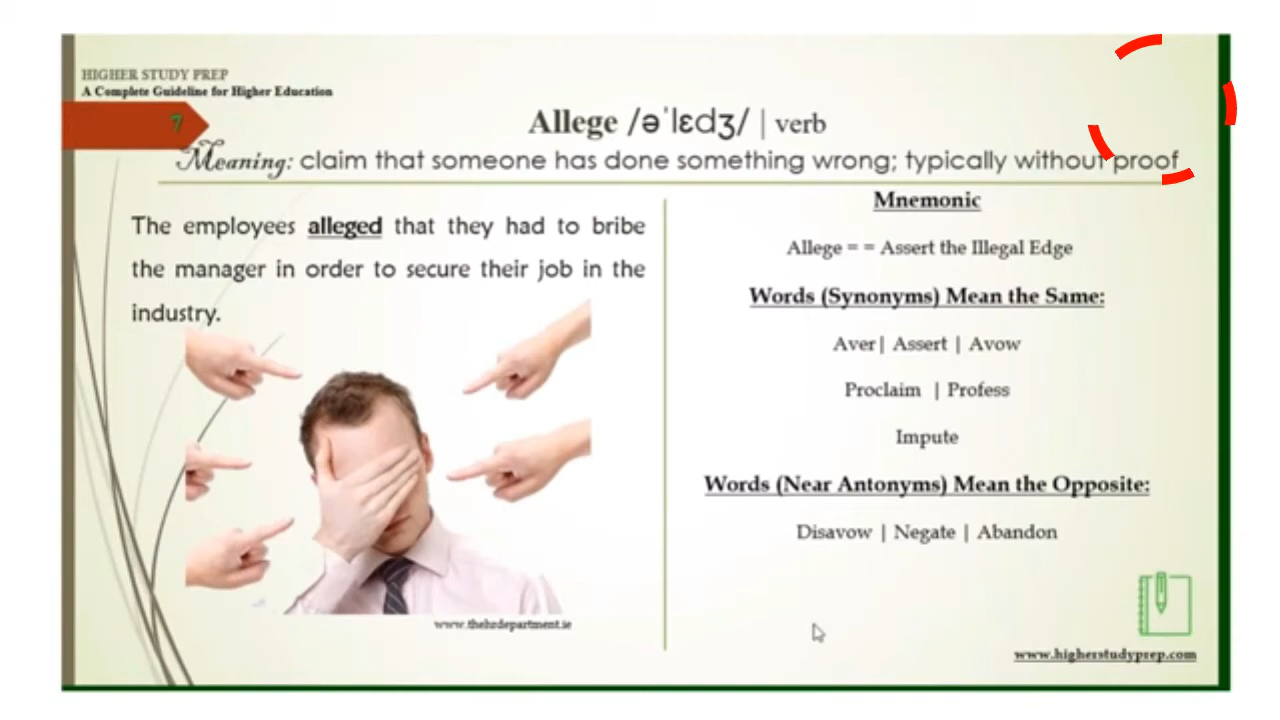 HIGHER STUDY PREP
A Complete Guideline for Higher Education
7
Allege /əˈlɛdʒ/ | verb
Meaning: claim that someone has done something wrong; typically without proof
The employees alleged that they had to bribe
the manager in order to secure their job in the
industry.
www.thehrdepartment.ie
Mnemonic
Allege = = Assert the Illegal Edge
Words (Synonyms) Mean the Same:
Aver| Assert | Avow
Proclaim | Profess
Impute
Words (Near Antonyms) Mean the Opposite:
Disavow | Negate | Abandon
www.higherstudyprep.com